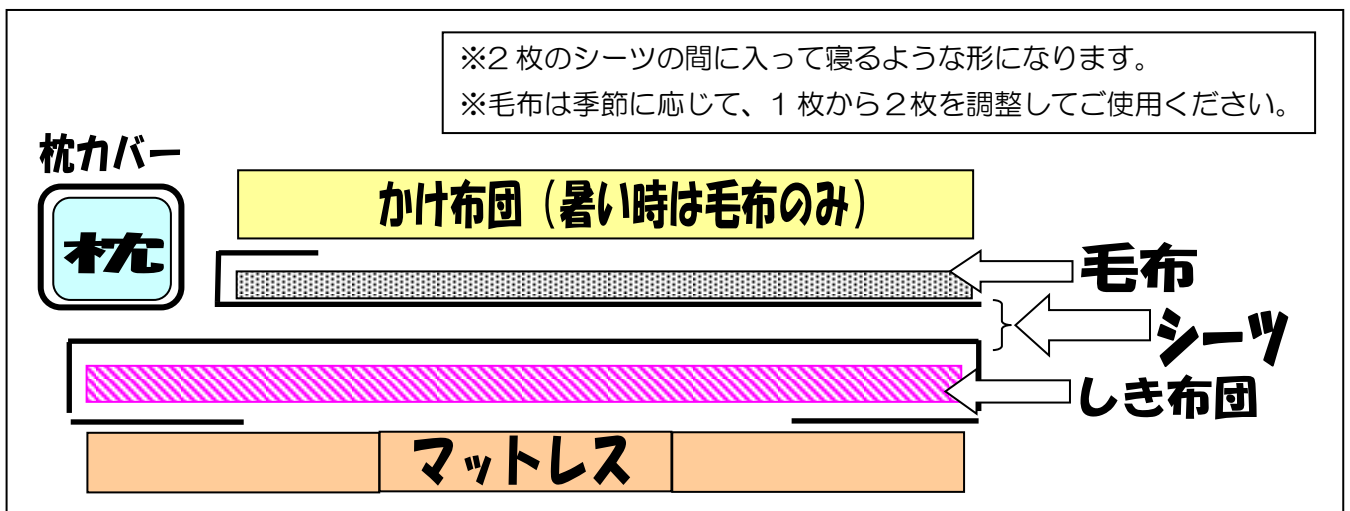 ※2枚のシーツの間に入って寝るような形になります。
※毛布は季節に応じて、1枚から2枚を調整してご使用ください。
枕カバー
枕
かけ布団（暑い時は毛布のみ）
毛布
シーツ
しき布団
マットレス